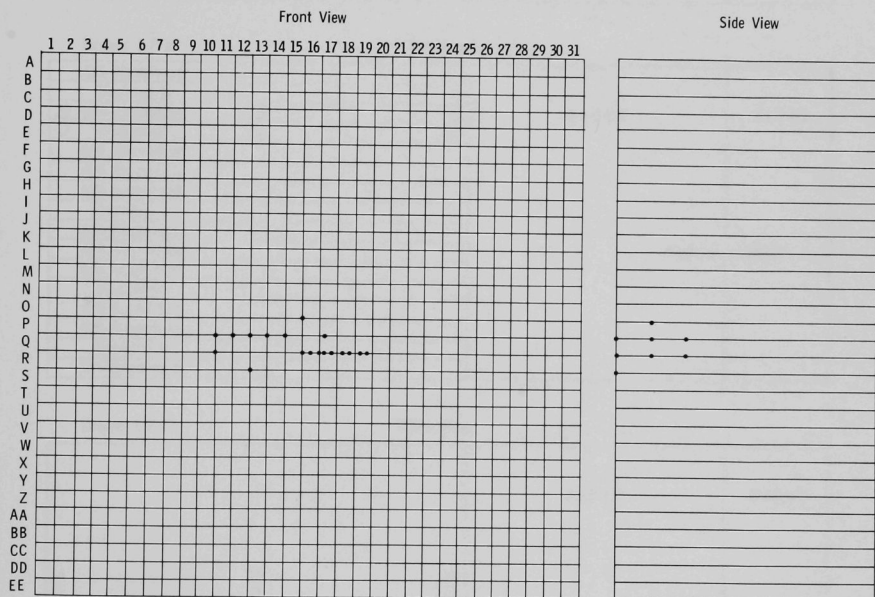 Front View
Side View
1 2 3 4 5 6 7 8 9 10 11 12 13 14 15 16 17 18 19 20 21 22 23 24 25 26 27 28 29 30 31
A
B
C
D
E
F
G
H
I
J
K
L
M
N
O
P
Q
R
S
T
U
V
W
X
Y
Z
AA
BB
CC
DD
EE